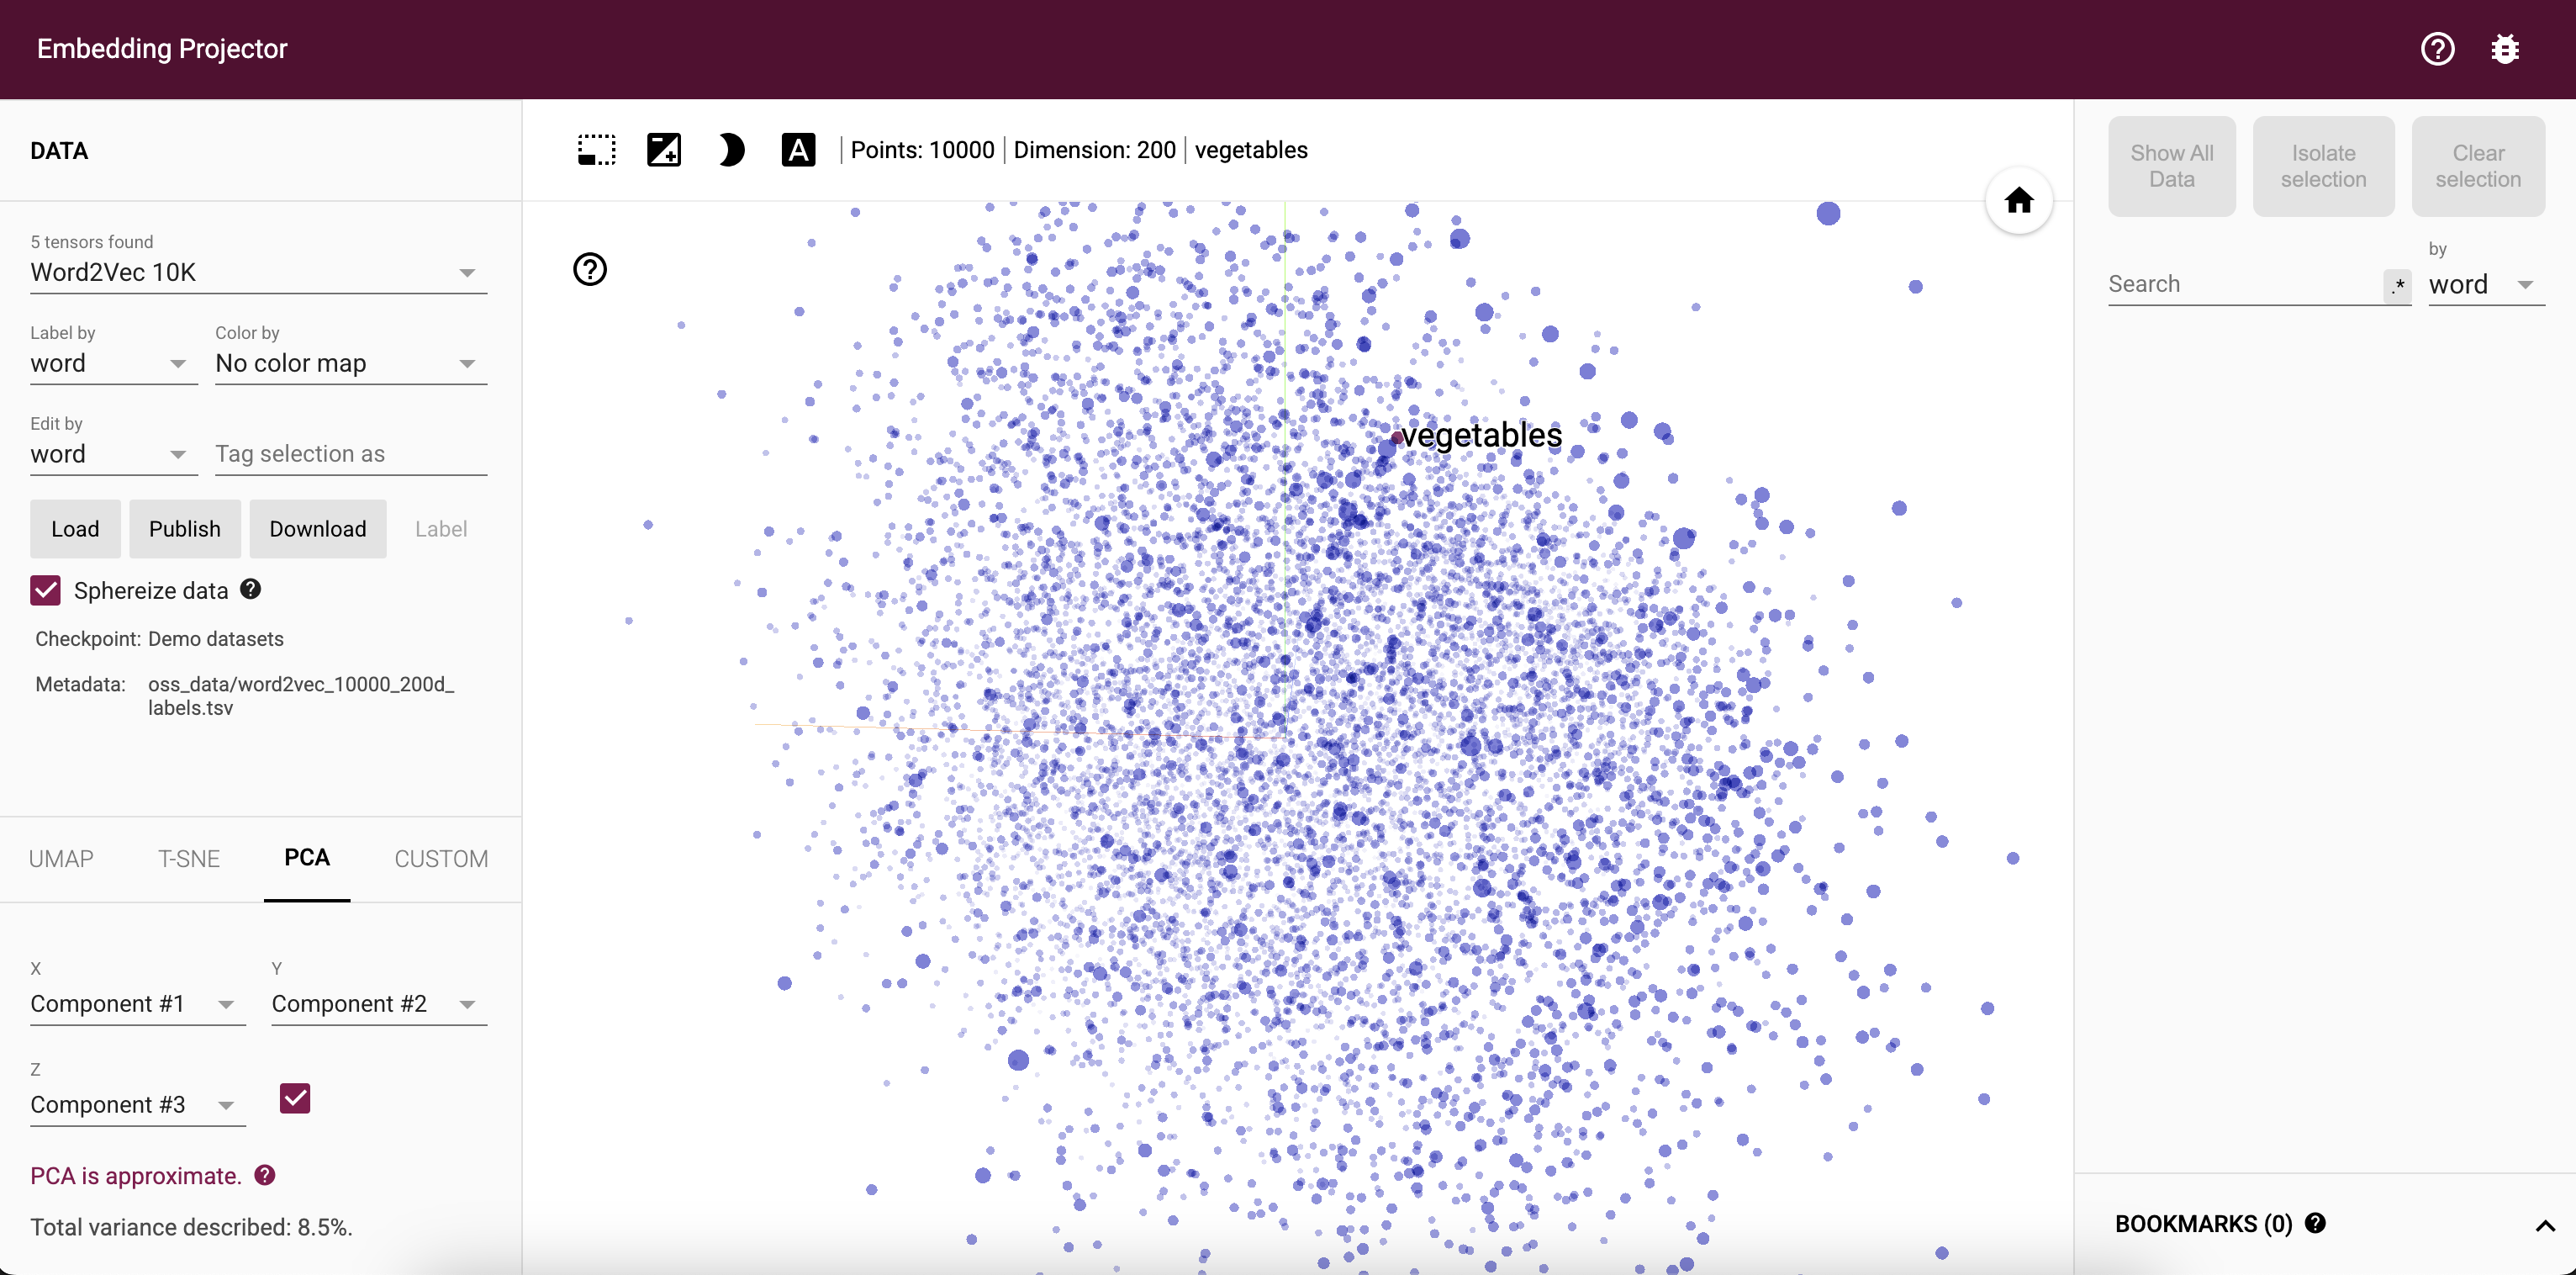 Embedding Projector
DATA
Points: 10000 | Dimension: 200 | vegetables
5 tensors found
Word2Vec 10K
Label by
word
Color by
No color map
Edit by
word
Tag selection as
Load
Publish
Download
Label
Sphereize data
Checkpoint: Demo datasets
Metadata: oss_data/word2vec_10000_200d_
labels.tsv
UMAP
T-SNE
PCA
CUSTOM
X
Component #1
Y
Component #2
Z
Component #3
PCA is approximate.
Total variance described: 8.5%.
vegetables
Show All
Data
Isolate
selection
Clear
selection
Search
.*
by
word
BOOKMARKS (0)